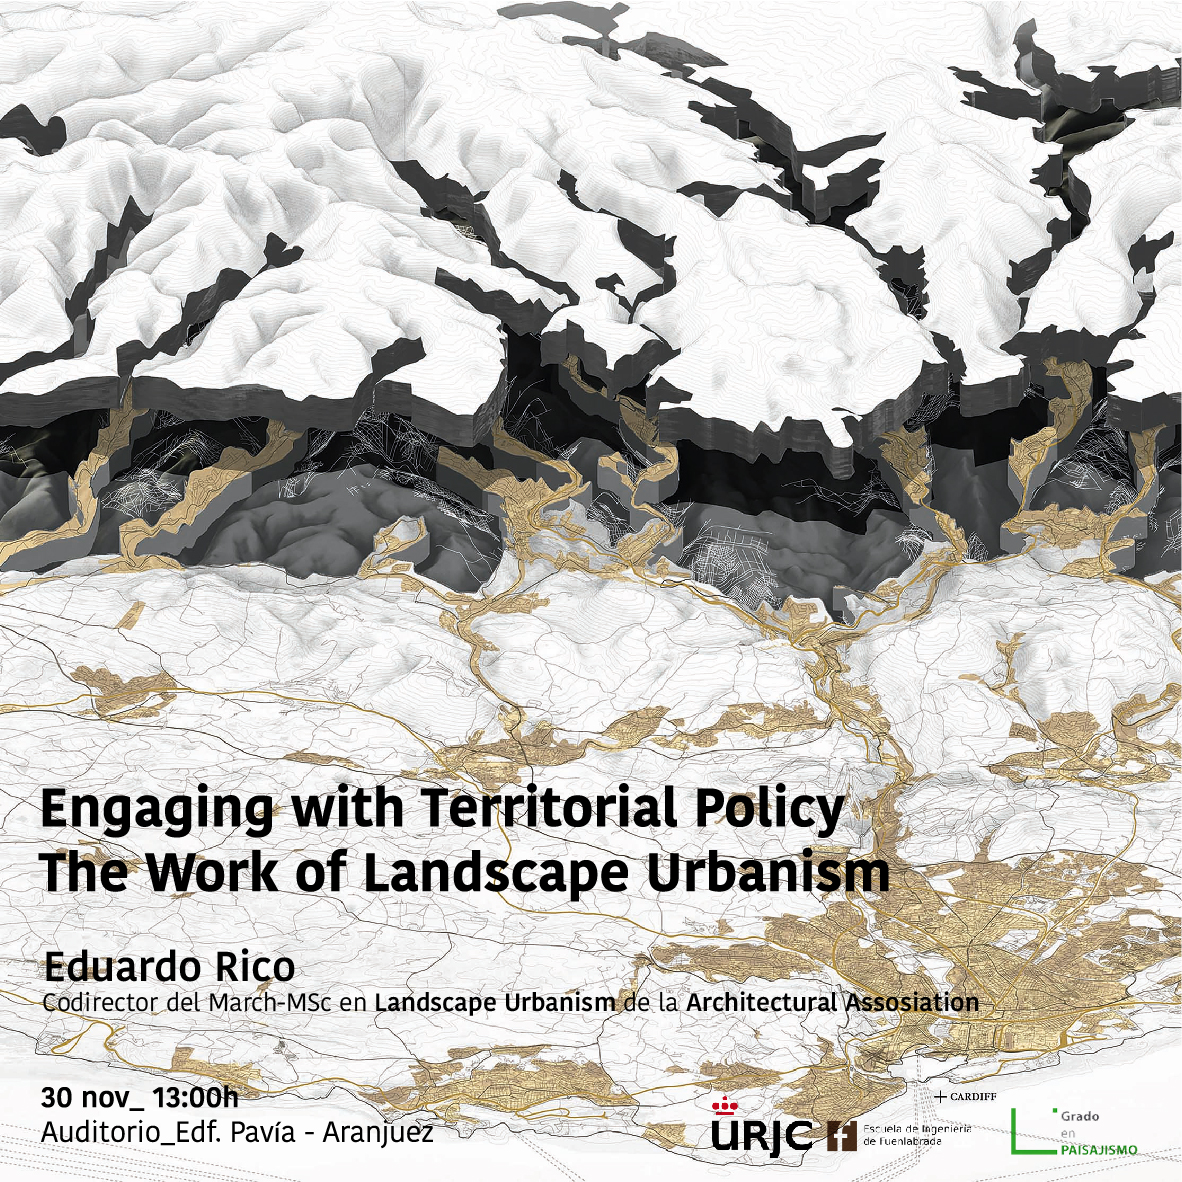 Engaging with Territorial Policy
The Work of Landscape Urbanism
Eduardo Rico
Codirector del March-MSc en Landscape Urbanism de la Architectural Assosiation
30 nov_ 13:00h
Auditorio_Edf. Pavía - Aranjuez
CARDIFF
URJC
Escuela de Ingeniería
de Fuenlabrada
Grado
en
PAISAJISMO